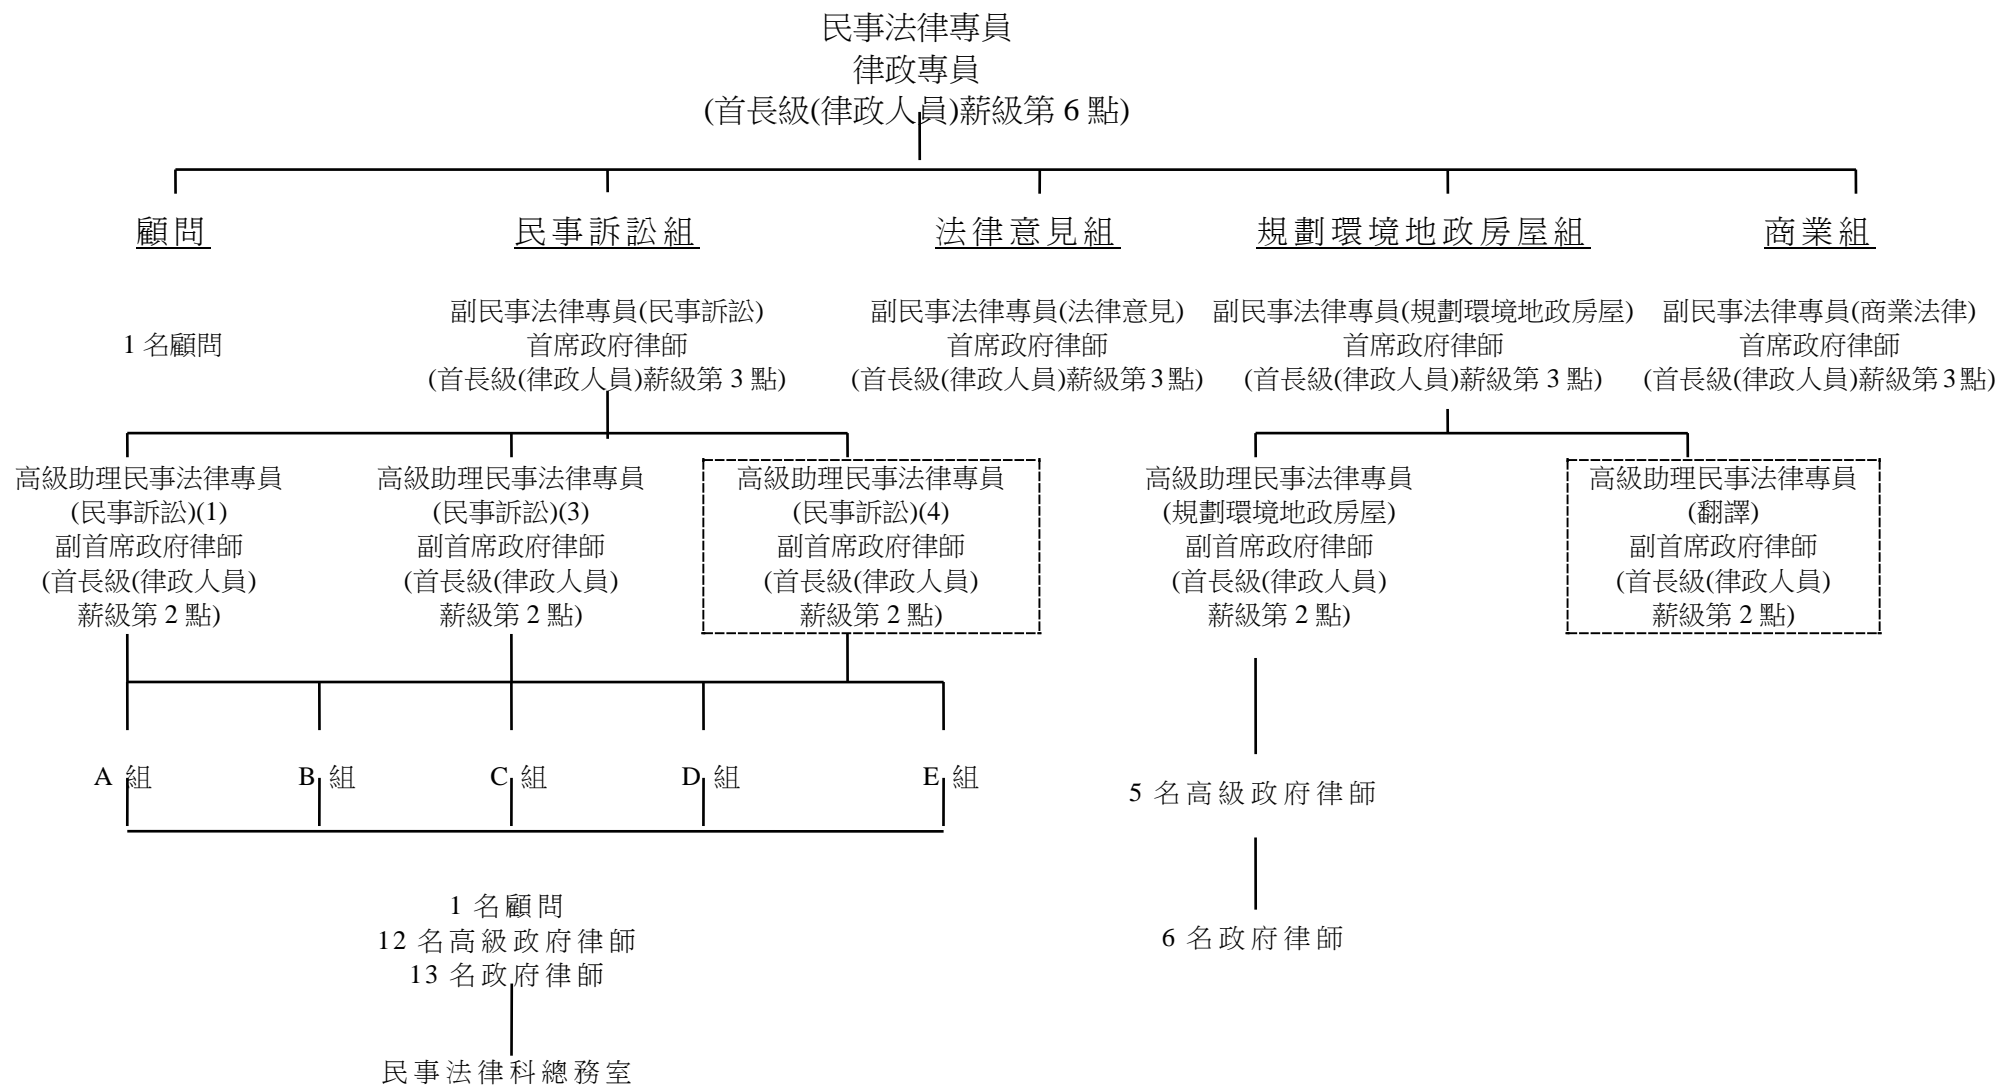 民事法律專員
律政專員
(首長級(律政人員)薪級第 6 點)
顧問
民事訴訟組
法律意見組
規劃環境地政房屋組
商業組
1 名顧問
副民事法律專員(民事訴訟)
首席政府律師
(首長級(律政人員)薪級第 3 點)
副民事法律專員(法律意見)
首席政府律師
(首長級(律政人員)薪級第 3 點)
副民事法律專員(規劃環境地政房屋)
首席政府律師
(首長級(律政人員)薪級第 3 點)
副民事法律專員(商業法律)
首席政府律師
(首長級(律政人員)薪級第 3 點)
高級助理民事法律專員
(民事訴訟)(1)
副首席政府律師
(首長級(律政人員)
薪級第 2 點)
高級助理民事法律專員
(民事訴訟)(3)
副首席政府律師
(首長級(律政人員)
薪級第 2 點)
高級助理民事法律專員
(民事訴訟)(4)
副首席政府律師
(首長級(律政人員)
薪級第 2 點)
高級助理民事法律專員
(規劃環境地政房屋)
副首席政府律師
(首長級(律政人員)
薪級第 2 點)
高級助理民事法律專員
(翻譯)
副首席政府律師
(首長級(律政人員)
薪級第 2 點)
A 組
B 組
C 組
D 組
E 組
5 名高級政府律師
6 名政府律師
1 名顧問
12 名高級政府律師
13 名政府律師
民事法律科總務室